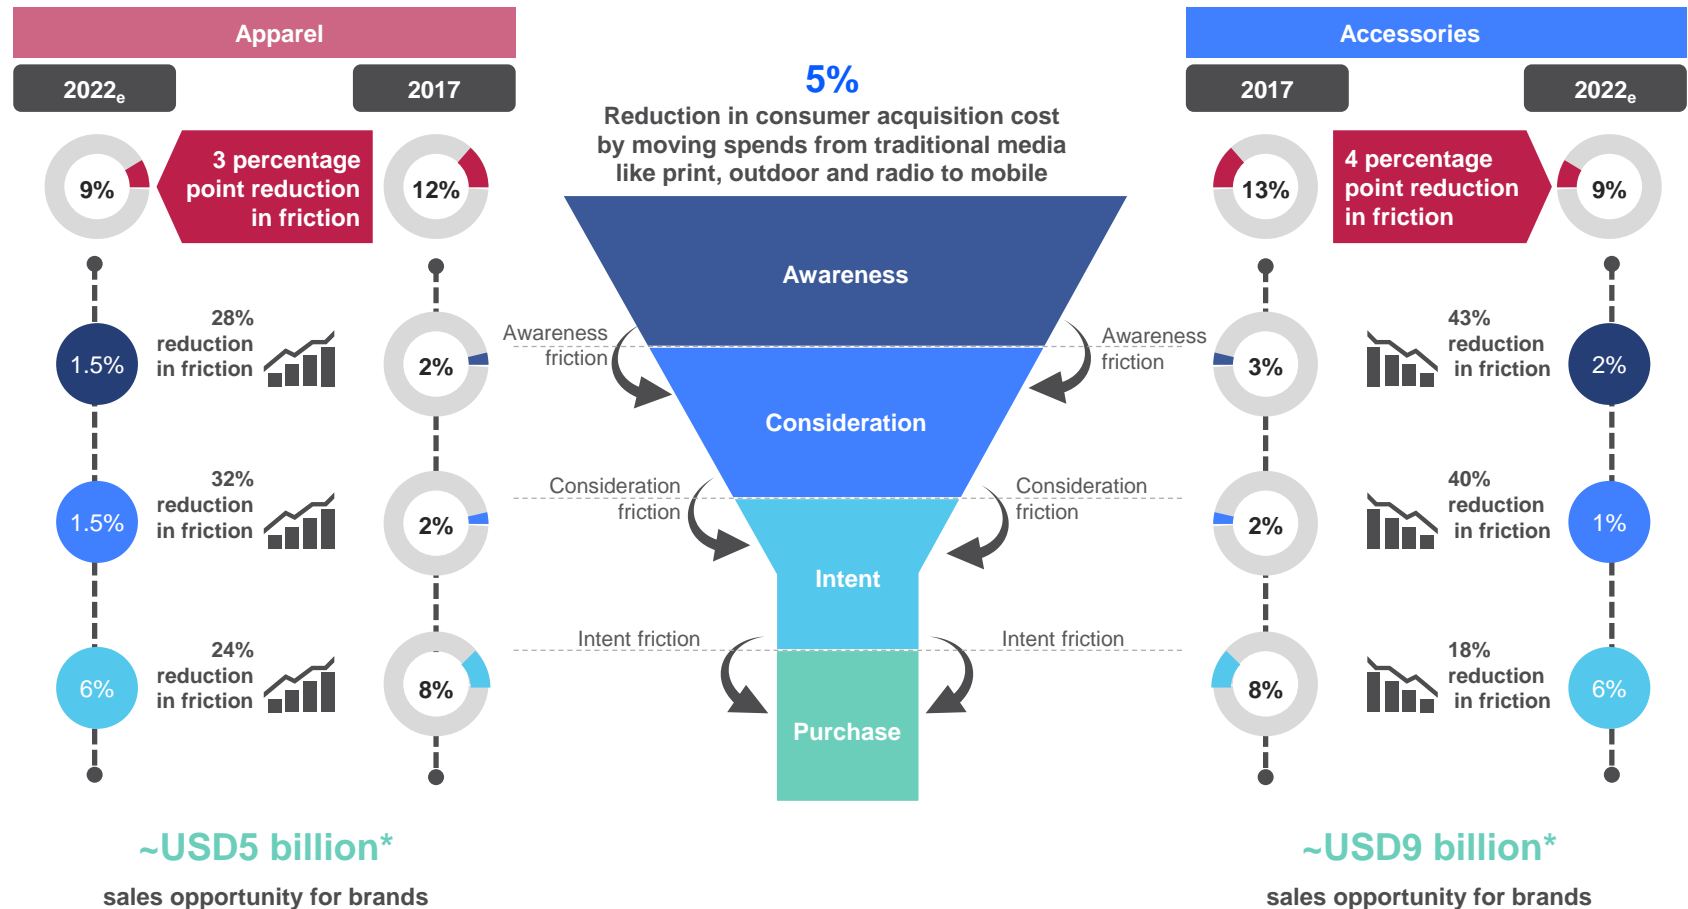 Apparel
2022e
2017
9%
3 percentage
point reduction
in friction
12%
28%
reduction
in friction
1.5%
2%
32%
reduction
in friction
1.5%
2%
24%
reduction
in friction
6%
8%
~USD5 billion*
sales opportunity for brands
5%
Reduction in consumer acquisition cost
by moving spends from traditional media
like print, outdoor and radio to mobile
Awareness
Awareness
friction
Awareness
friction
Consideration
Consideration
friction
Consideration
friction
Intent
Intent friction
Intent friction
Purchase
Accessories
2017
2022e
13%
4 percentage
point reduction
in friction
9%
3%
43%
reduction
in friction
2%
2%
40%
reduction
in friction
1%
8%
18%
reduction
in friction
6%
~USD9 billion*
sales opportunity for brands